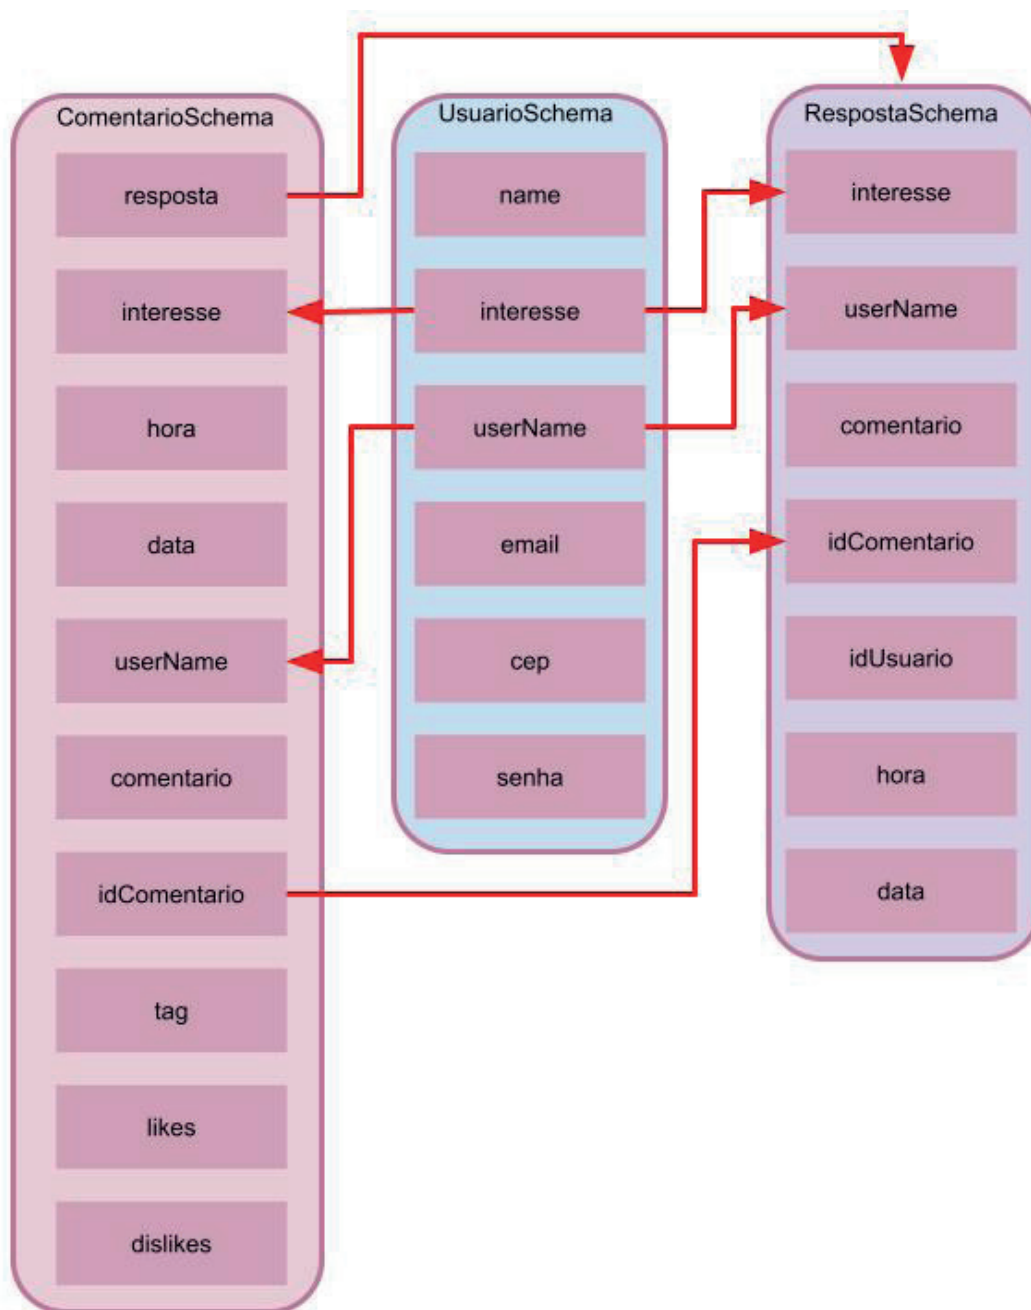 ComentarioSchema
resposta
interesse
hora
data
userName
comentario
idComentario
tag
likes
dislikes
UsuarioSchema
name
interesse
userName
email
cep
senha
RespostaSchema
interesse
userName
comentario
idComentario
idUsuario
hora
data